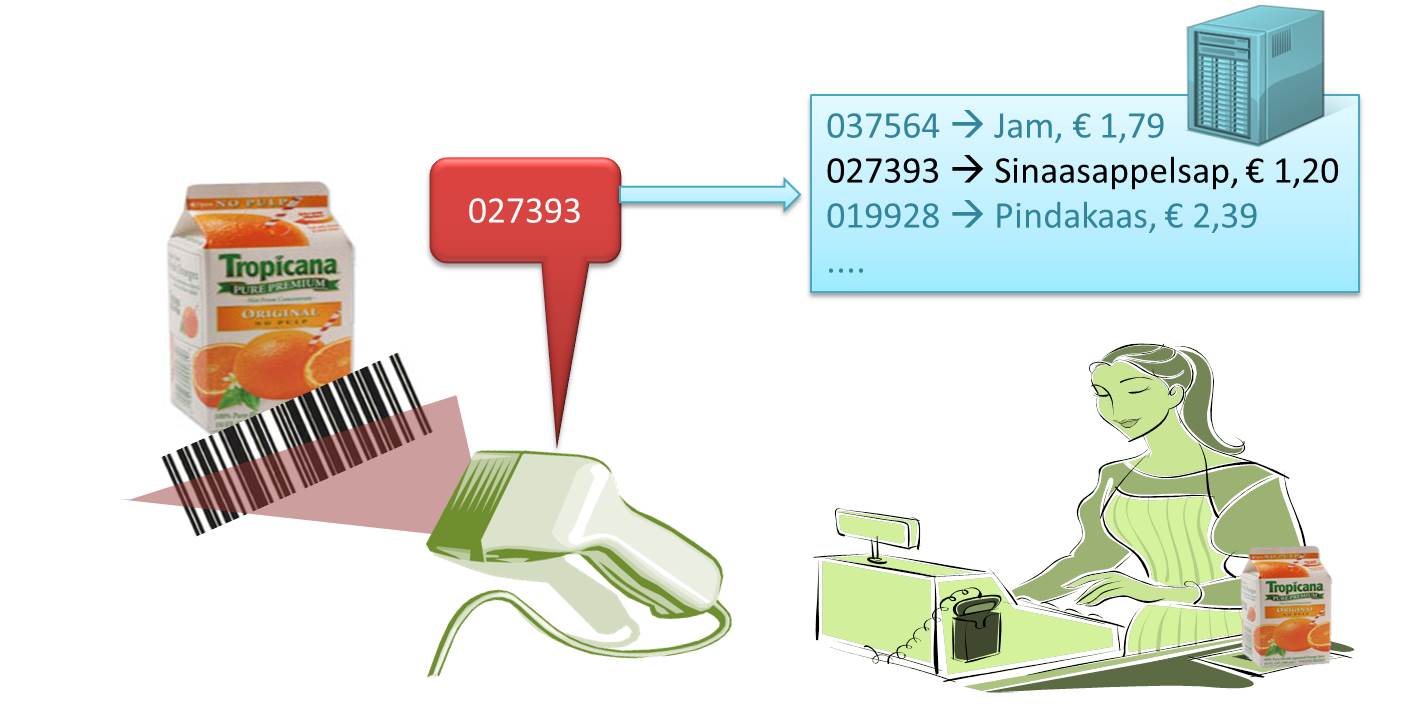 037564 → Jam, € 1,79
027393 → Sinaasappelsap, € 1,20
019928 → Pindakaas, € 2,39
....
027393
NO PULP
Tropicana
PURE PREMIUM
ORIGINAL
NO PULP
Tropicana
PURE PREMIUM
ORIGINAL